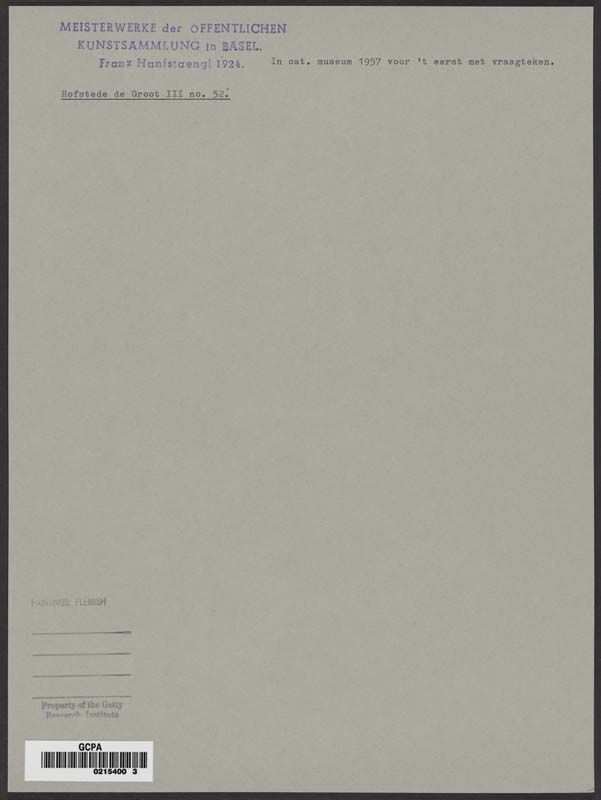 MEISTERWERKE der OFFENTLICHEN
KUNSTSAMMLUNG in BASEL.
Franz Hanfstaengl 1924.
In cat. museum 1957 voor 't eerst met vraagteken.
Hofstede de Groot III no. 52.
PAINTINGS: FLEMISH
Property of the Getty
Research Institute
GCPA
0215400 3